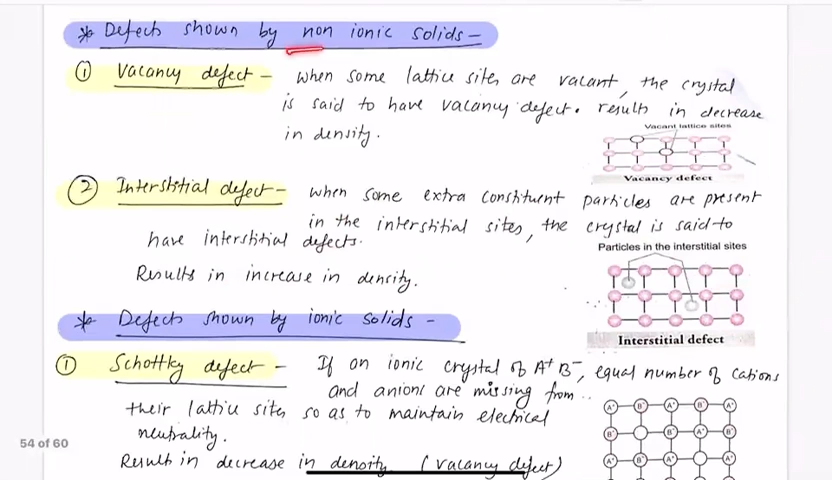 * Defects shown by non ionic solids -
① Vacancy defect - when some lattice sites are vacant, the crystal
is said to have vacancy defect. results in decrease
in density.
Vacant lattice sites
Vacancy defect
② Interstitial defect - when some extra constituent particles are present
in the interstitial sites, the crystal is said to
have interstitial defects.
Particles in the interstitial sites
Results in increase in density.
Interstitial defect
* Defects shown by ionic solids -
① Schottky defect - If an ionic crystal of A⁺ B⁻, equal number of cations
and anions are missing from
their lattice sites so as to maintain electrical
neutrality.
Result in decrease in density (vacancy defect)
A⁺ B⁻ A⁺ B⁻ A⁺
B⁻ B⁻ A⁺ B⁻
A⁺ B⁻ A⁺ A⁺
54 of 60